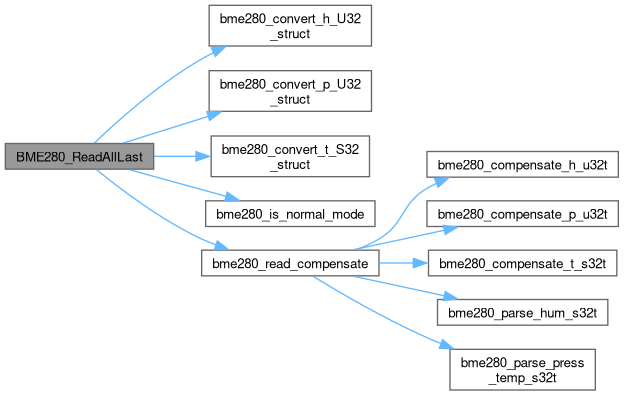 bme280_convert_h_U32
_struct
bme280_convert_p_U32
_struct
BME280_ReadAllLast
bme280_convert_t_S32
_struct
bme280_is_normal_mode
bme280_read_compensate
bme280_compensate_h_u32t
bme280_compensate_p_u32t
bme280_compensate_t_s32t
bme280_parse_hum_s32t
bme280_parse_press
_temp_s32t